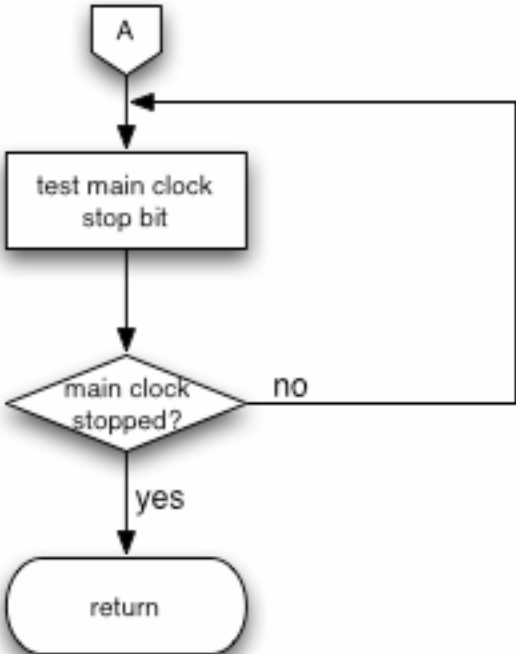 A
test main clock
stop bit
main clock
stopped?
no
yes
return